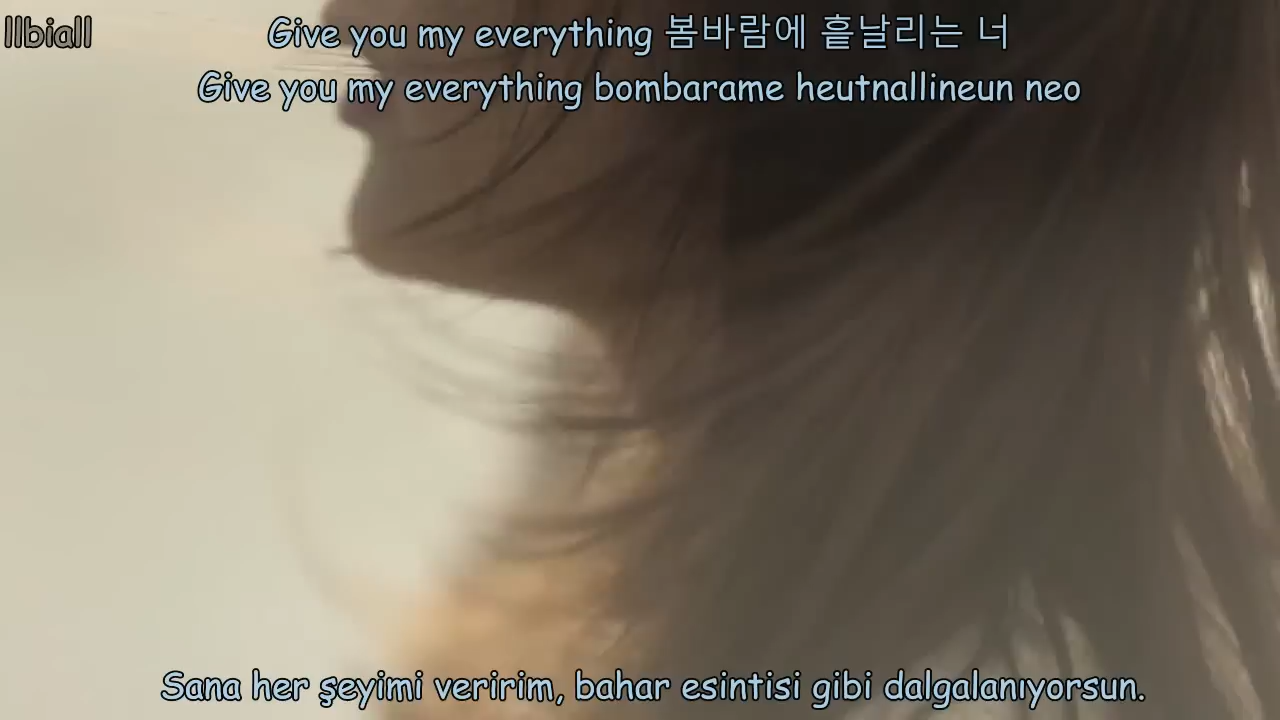 llbiall
Give you my everything 봄바람에 흩날리는 너
Give you my everything bombarame heutnallineun neo
Sana her şeyimi veririm, bahar esintisi gibi dalgalanıyorsun.